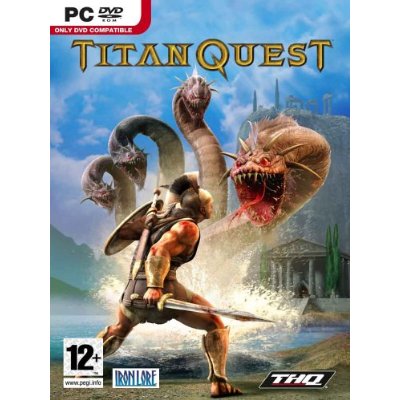 PC DVD
ROM
ONLY DVD COMPATIBLE
TITAN QUEST
12+
www.pegi.info
IRON LORE
THQ